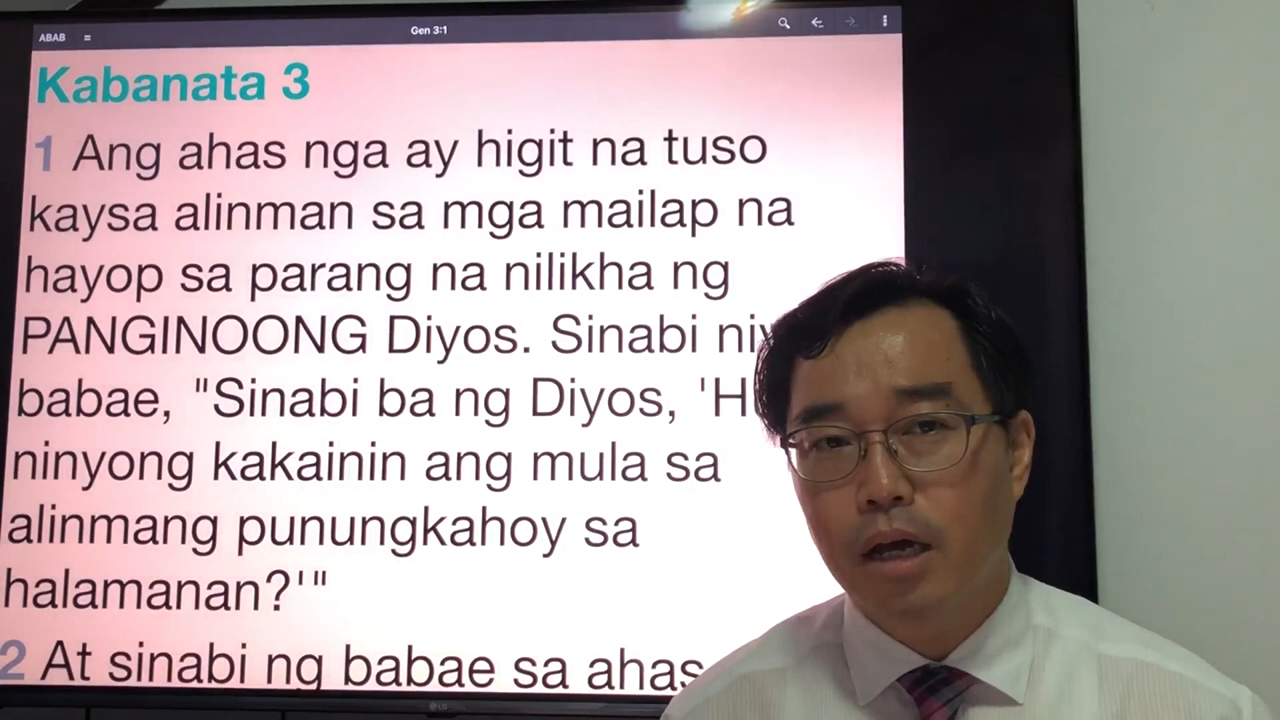 ABAB
Gen 3:1
Kabanata 3
1 Ang ahas nga ay higit na tuso
kaysa alinman sa mga mailap na
hayop sa parang na nilikha ng
PANGINOONG Diyos. Sinabi
babae, "Sinabi ba ng Diyos,
ninyong kakainin ang mula sa
alinmang punungkahoy sa
halamanan?'"
2 At sinabi ng babae sa ahas
LG